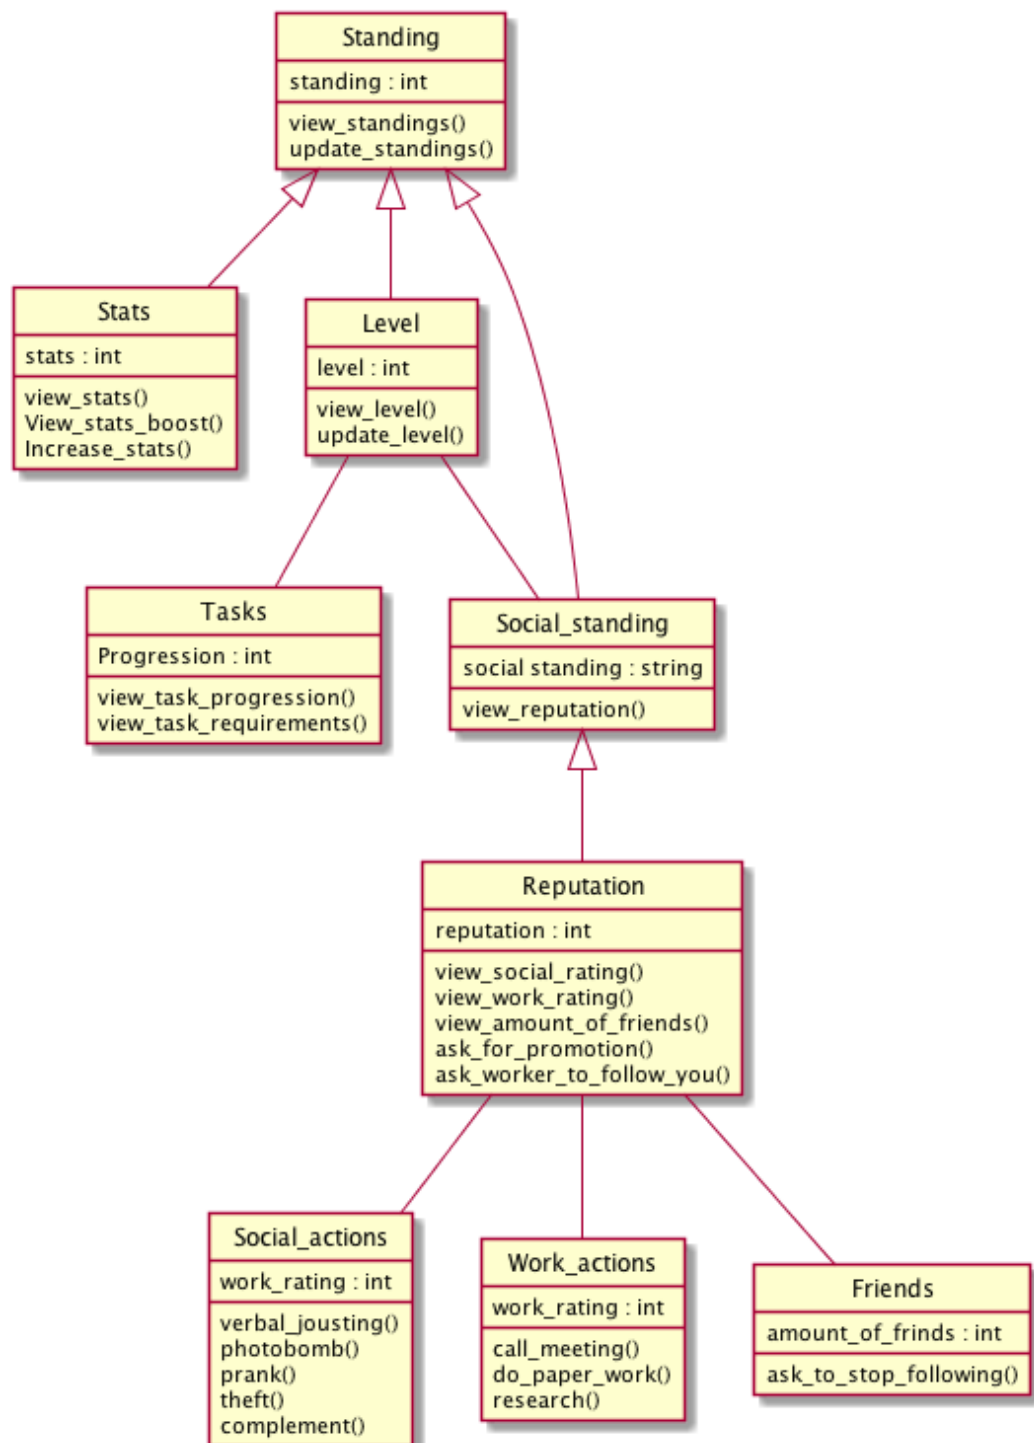 Standing
standing : int
view_standings()
update_standings()
Stats
stats : int
view_stats()
View_stats_boost()
Increase_stats()
Level
level : int
view_level()
update_level()
Tasks
Progression : int
view_task_progression()
view_task_requirements()
Social_standing
social standing : string
view_reputation()
Reputation
reputation : int
view_social_rating()
view_work_rating()
view_amount_of_friends()
ask_for_promotion()
ask_worker_to_follow_you()
Social_actions
work_rating : int
verbal_jousting()
photobomb()
prank()
theft()
complement()
Work_actions
work_rating : int
call_meeting()
do_paper_work()
research()
Friends
amount_of_frinds : int
ask_to_stop_following()